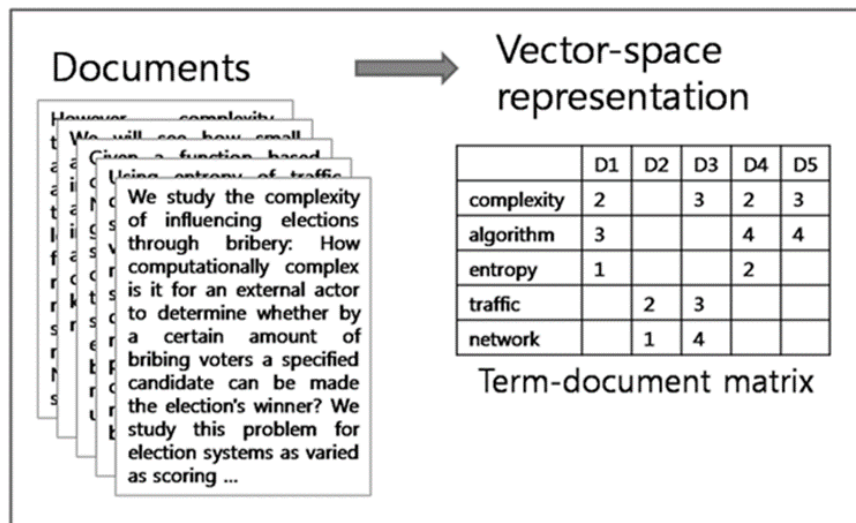 Documents
However, complexity
We will see how small
Given a function based
Using entropy of traffic
We study the complexity
of influencing elections
through bribery: How
computationally complex
is it for an external actor
to determine whether by
a certain amount of
bribing voters a specified
candidate can be made
the election's winner? We
study this problem for
election systems as varied
as scoring ...
Vector-space
representation
D1 D2 D3 D4 D5
complexity 2 3 2 3
algorithm 3 4 4
entropy 1 2
traffic 2 3
network 1 4
Term-document matrix